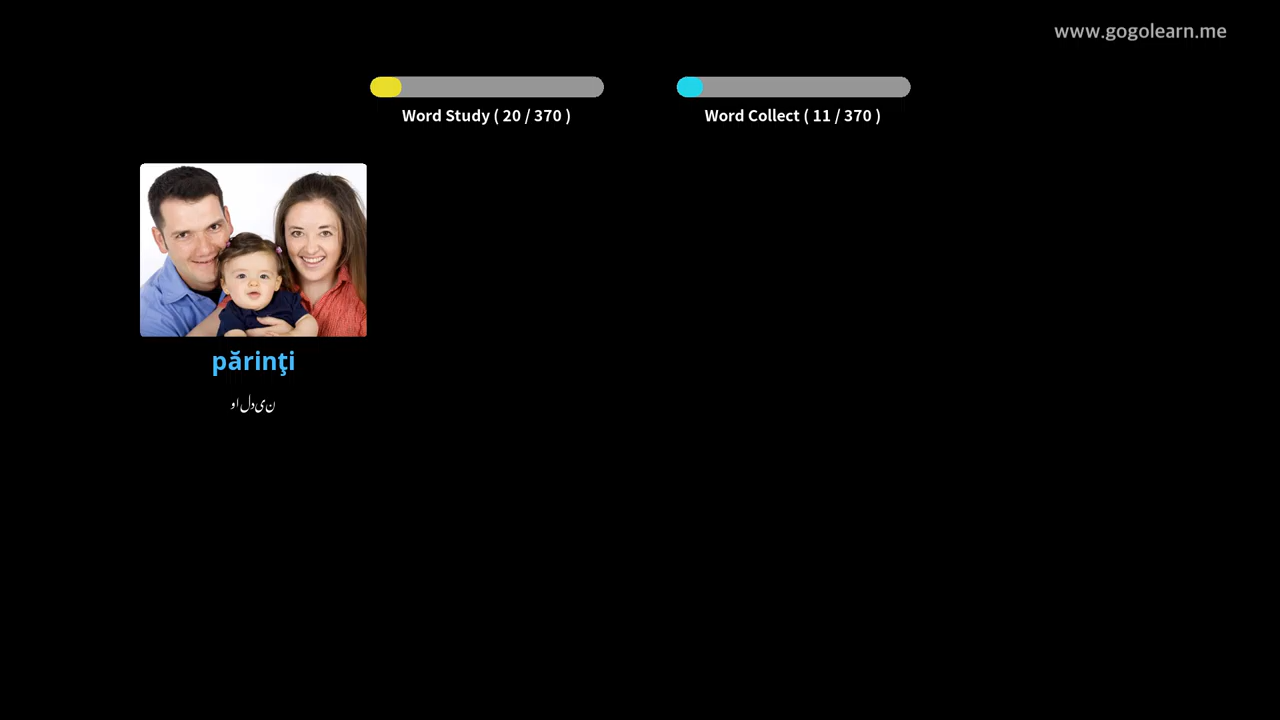 www.gogolearn.me
Word Study ( 20 / 370 )
Word Collect ( 11 / 370 )
părinţi
والدین